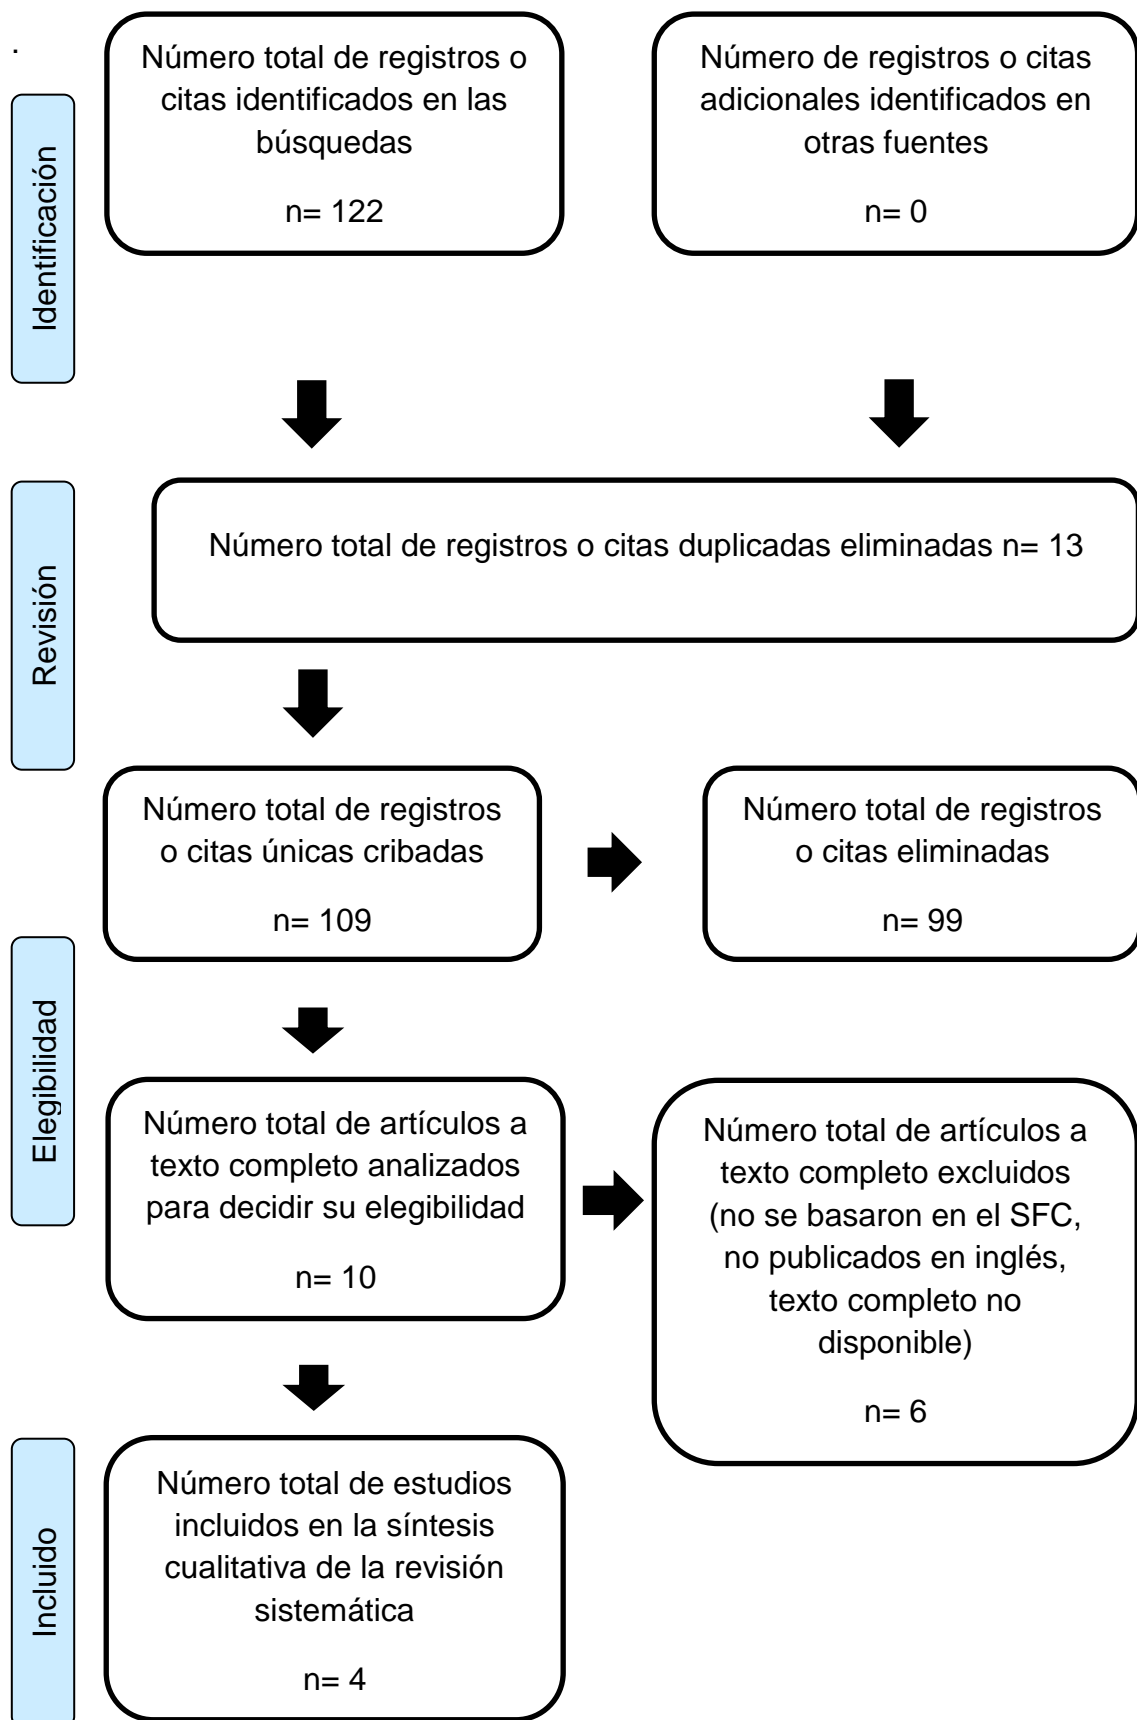 .
Identificación
Número total de registros o
citas identificados en las
búsquedas
n= 122
Número de registros o citas
adicionales identificados en
otras fuentes
n= 0
Revisión
Número total de registros o citas duplicadas eliminadas n= 13
Número total de registros
o citas únicas cribadas
n= 109
Número total de registros
o citas eliminadas
n= 99
Elegibilidad
Número total de artículos a
texto completo analizados
para decidir su elegibilidad
n= 10
Número total de artículos a
texto completo excluidos
(no se basaron en el SFC,
no publicados en inglés,
texto completo no
disponible)
n= 6
Incluido
Número total de estudios
incluidos en la síntesis
cualitativa de la revisión
sistemática
n= 4